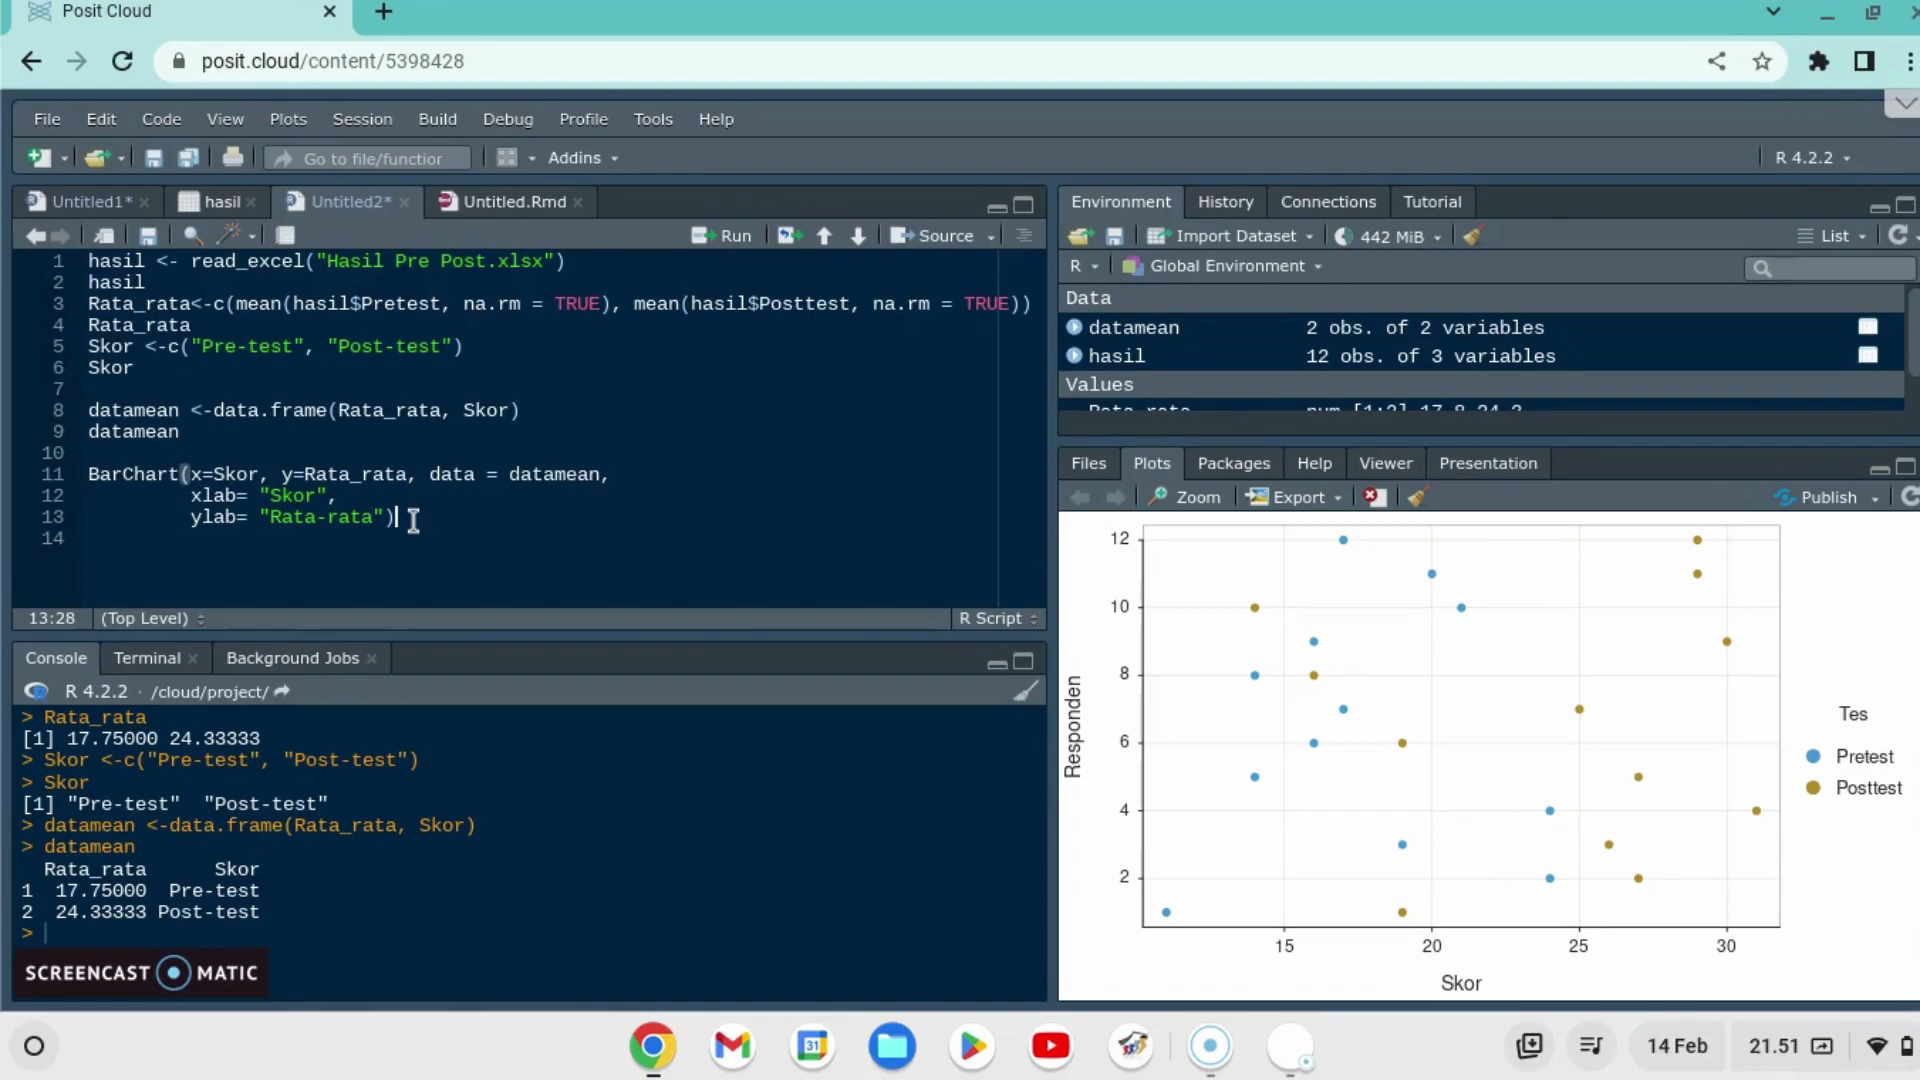 Posit Cloud
posit.cloud/content/5398428
File Edit Code View Plots Session Build Debug Profile Tools Help
Go to file/functior Addins R 4.2.2
Untitled1* hasil Untitled2* Untitled.Rmd
Run Source
1 hasil <- read_excel("Hasil Pre Post.xlsx")
2 hasil
3 Rata_rata<-c(mean(hasil$Pretest, na.rm = TRUE), mean(hasil$Posttest, na.rm = TRUE))
4 Rata_rata
5 Skor <-c("Pre-test", "Post-test")
6 Skor
7
8 datamean <-data.frame(Rata_rata, Skor)
9 datamean
10
11 BarChart(x=Skor, y=Rata_rata, data = datamean,
12 xlab= "Skor",
13 ylab= "Rata-rata")
14
13:28 (Top Level) R Script
Console Terminal Background Jobs
R 4.2.2 · /cloud/project/
> Rata_rata
[1] 17.75000 24.33333
> Skor <-c("Pre-test", "Post-test")
> Skor
[1] "Pre-test" "Post-test"
> datamean <-data.frame(Rata_rata, Skor)
> datamean
Rata_rata Skor
1 17.75000 Pre-test
2 24.33333 Post-test
>
SCREENCAST MATIC
Environment History Connections Tutorial
Import Dataset 442 MiB List
R Global Environment
Data
datamean 2 obs. of 2 variables
hasil 12 obs. of 3 variables
Values
Rata_rata num [1:2] 17.8 24.3
Files Plots Packages Help Viewer Presentation
Zoom Export Publish
12
10
8
6
4
2
Responden
15 20 25 30
Skor
Tes
Pretest
Posttest
31
14 Feb 21.51